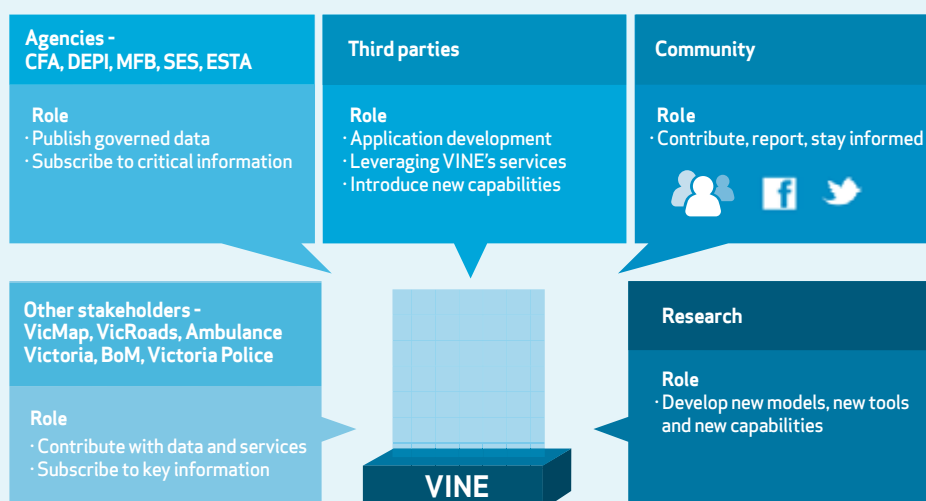 Agencies -
CFA, DEPI, MFB, SES, ESTA
Role
· Publish governed data
· Subscribe to critical information
Third parties
Role
· Application development
· Leveraging VINE's services
· Introduce new capabilities
Community
Role
· Contribute, report, stay informed
Other stakeholders -
VicMap, VicRoads, Ambulance
Victoria, BoM, Victoria Police
Role
· Contribute with data and services
· Subscribe to key information
VINE
Research
Role
· Develop new models, new tools
and new capabilities